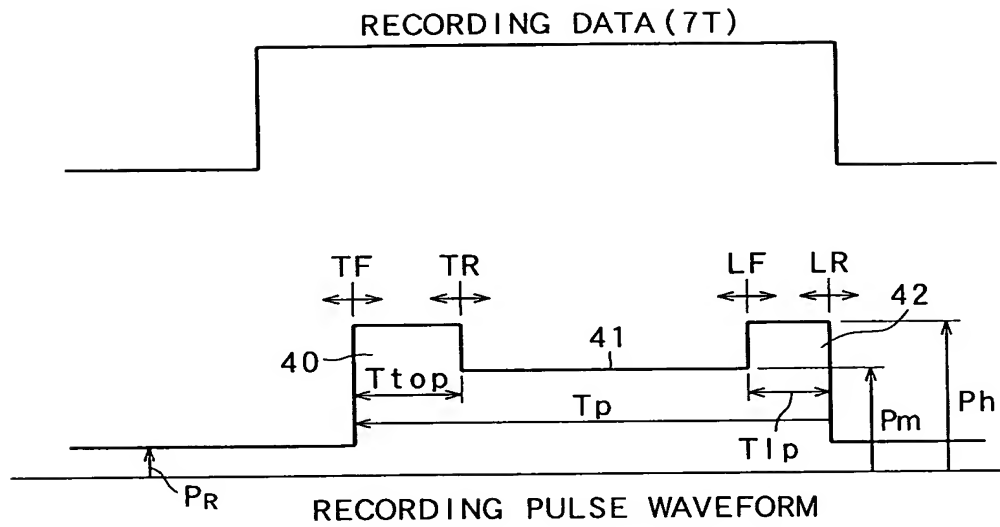 RECORDING DATA(7T)
TF
TR
LF
LR
42
40
41
Ttop
Tp
Tlp
Pm
Ph
PR
RECORDING PULSE WAVEFORM